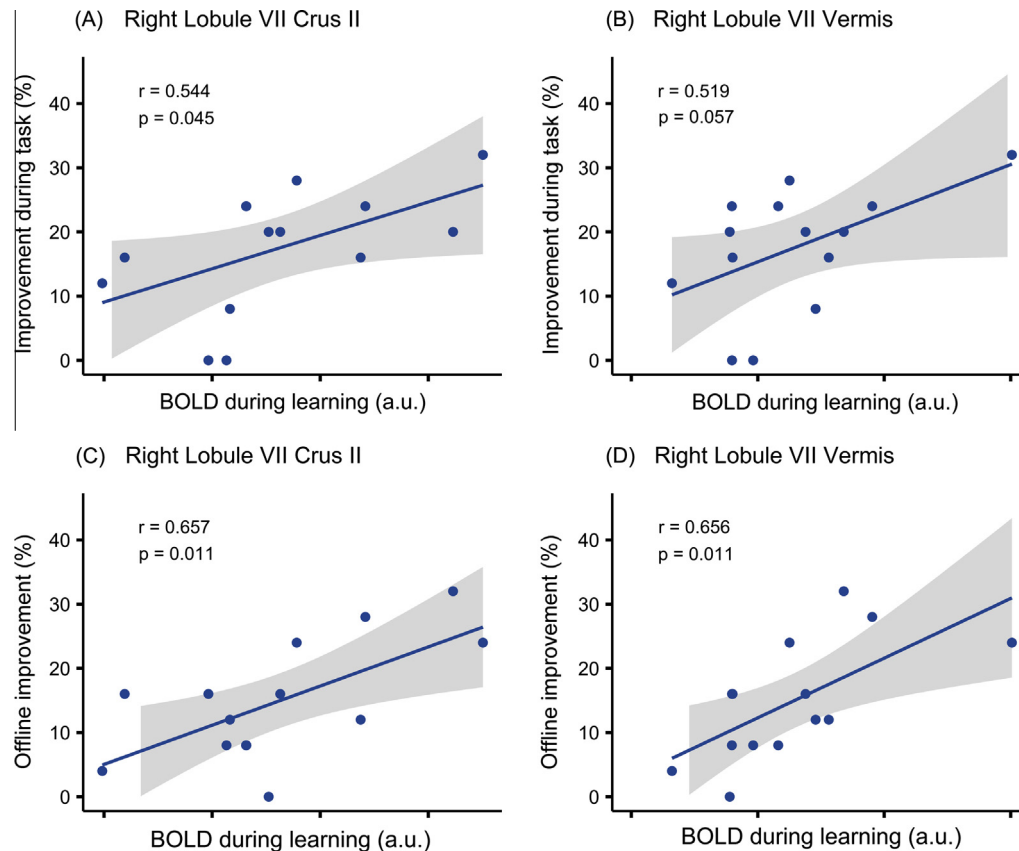 (A) Right Lobule VII Crus II
Improvement during task (%)
r = 0.544
p = 0.045
40
30
20
10
0
BOLD during learning (a.u.)
(B) Right Lobule VII Vermis
Improvement during task (%)
r = 0.519
p = 0.057
40
30
20
10
0
BOLD during learning (a.u.)
(C) Right Lobule VII Crus II
Offline improvement (%)
r = 0.657
p = 0.011
40
30
20
10
0
BOLD during learning (a.u.)
(D) Right Lobule VII Vermis
Offline improvement (%)
r = 0.656
p = 0.011
40
30
20
10
0
BOLD during learning (a.u.)